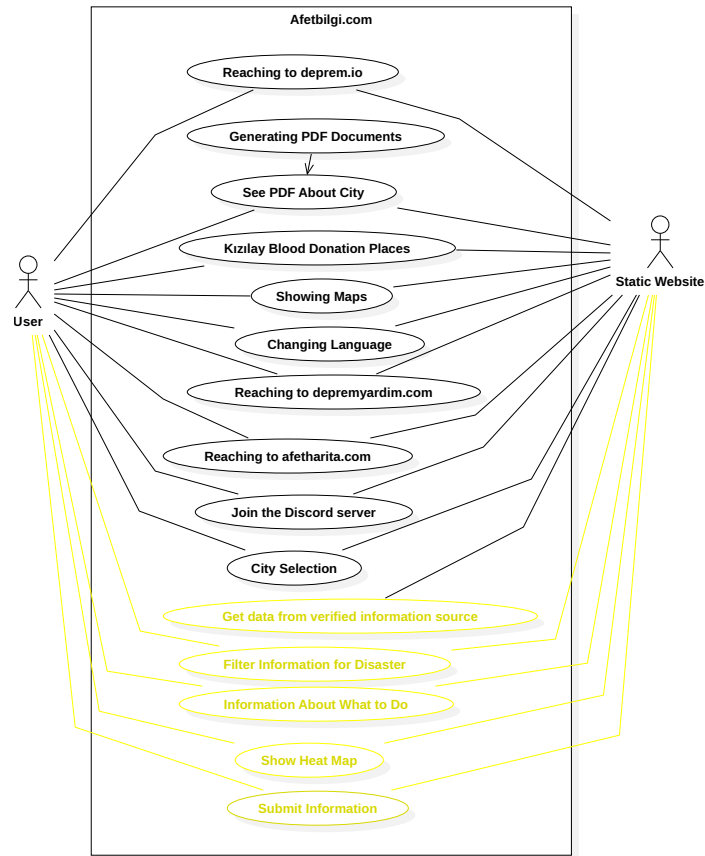 Afetbilgi.com
Reaching to deprem.io
Generating PDF Documents
See PDF About City
Kızılay Blood Donation Places
Static Website
Showing Maps
User
Changing Language
Reaching to depremyardim.com
Reaching to afetharita.com
Join the Discord server
City Selection
Get data from verified information source
Filter Information for Disaster
Information About What to Do
Show Heat Map
Submit Information